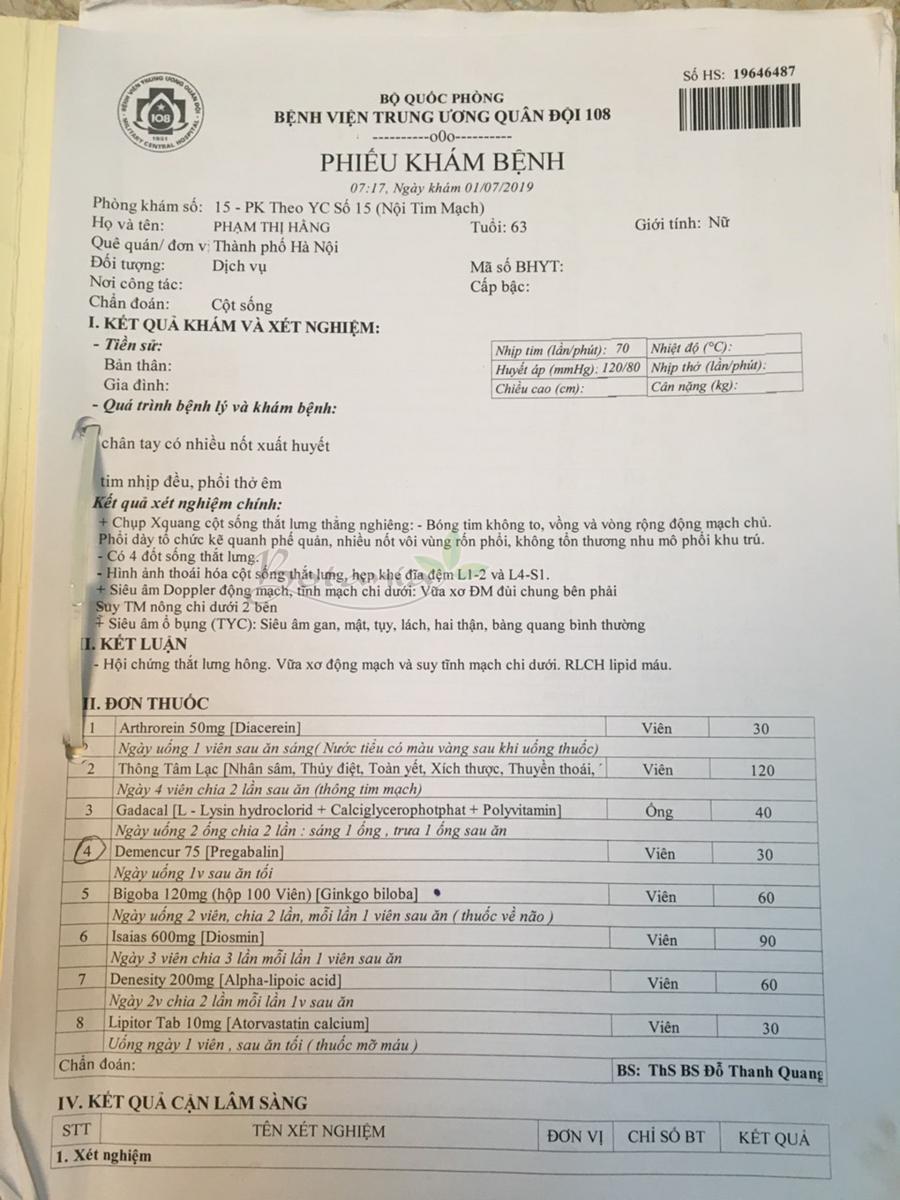 Số HS: 19646487
BỆNH VIỆN TRUNG ƯƠNG QUÂN ĐỘI
108
1951
MILITARY CENTRAL HOSPITAL
BỘ QUỐC PHÒNG
BỆNH VIỆN TRUNG ƯƠNG QUÂN ĐỘI 108
----------o0o----------
PHIẾU KHÁM BỆNH
07:17, Ngày khám 01/07/2019
Phòng khám số: 15 - PK Theo YC Số 15 (Nội Tim Mạch)
Họ và tên: PHẠM THỊ HẰNG Tuổi: 63 Giới tính: Nữ
Quê quán/ đơn v Thành phố Hà Nội
Đối tượng: Dịch vụ Mã số BHYT:
Nơi công tác: Cấp bậc:
Chẩn đoán: Cột sống
I. KẾT QUẢ KHÁM VÀ XÉT NGHIỆM:
- Tiền sử:
Nhịp tim (lần/phút): 70 Nhiệt độ (°C):
Bản thân:
Huyết áp (mmHg): 120/80 Nhịp thở (lần/phút):
Gia đình:
Chiều cao (cm): Cân nặng (kg):
- Quá trình bệnh lý và khám bệnh:
chân tay có nhiều nốt xuất huyết
tim nhịp đều, phổi thở êm
Kết quả xét nghiệm chính:
+ Chụp Xquang cột sống thắt lưng thẳng nghiêng: - Bóng tim không to, vồng và vòng rộng động mạch chủ.
Phổi dày tổ chức kẽ quanh phế quản, nhiều nốt vôi vùng rốn phổi, không tổn thương nhu mô phổi khu trú.
- Có 4 đốt sống thắt lưng.
- Hình ảnh thoái hóa cột sống thắt lưng, hẹp khe đĩa đệm L1-2 và L4-S1.
+ Siêu âm Doppler động mạch, tĩnh mạch chi dưới: Vữa xơ ĐM đùi chung bên phải
Suy TM nông chi dưới 2 bên
+ Siêu âm ổ bụng (TYC): Siêu âm gan, mật, tụy, lách, hai thận, bàng quang bình thường
II. KẾT LUẬN
- Hội chứng thắt lưng hông. Vữa xơ động mạch và suy tĩnh mạch chi dưới. RLCH lipid máu.
II. ĐƠN THUỐC
1 Arthrorein 50mg [Diacerein] Viên 30
Ngày uống 1 viên sau ăn sáng( Nước tiểu có màu vàng sau khi uống thuốc)
2 Thông Tâm Lạc [Nhân sâm, Thủy điệt, Toàn yết, Xích thược, Thuyền thoái, Viên 120
Ngày 4 viên chia 2 lần sau ăn (thông tim mạch)
3 Gadacal [L - Lysin hydroclorid + Calciglycerophotphat + Polyvitamin] Ống 40
Ngày uống 2 ống chia 2 lần : sáng 1 ống , trưa 1 ống sau ăn
4 Demencur 75 [Pregabalin] Viên 30
Ngày uống 1v sau ăn tối
5 Bigoba 120mg (hộp 100 Viên) [Ginkgo biloba] Viên 60
Ngày uống 2 viên, chia 2 lần, mỗi lần 1 viên sau ăn ( thuốc về não )
6 Isaias 600mg [Diosmin] Viên 90
Ngày 3 viên chia 3 lần mỗi lần 1 viên sau ăn
7 Denesity 200mg [Alpha-lipoic acid] Viên 60
Ngày 2v chia 2 lần mỗi lần 1v sau ăn
8 Lipitor Tab 10mg [Atorvastatin calcium] Viên 30
Uống ngày 1 viên , sau ăn tối ( thuốc mỡ máu )
Chẩn đoán: BS: ThS BS Đỗ Thanh Quang
IV. KẾT QUẢ CẬN LÂM SÀNG
STT TÊN XÉT NGHIỆM ĐƠN VỊ CHỈ SỐ BT KẾT QUẢ
1. Xét nghiệm